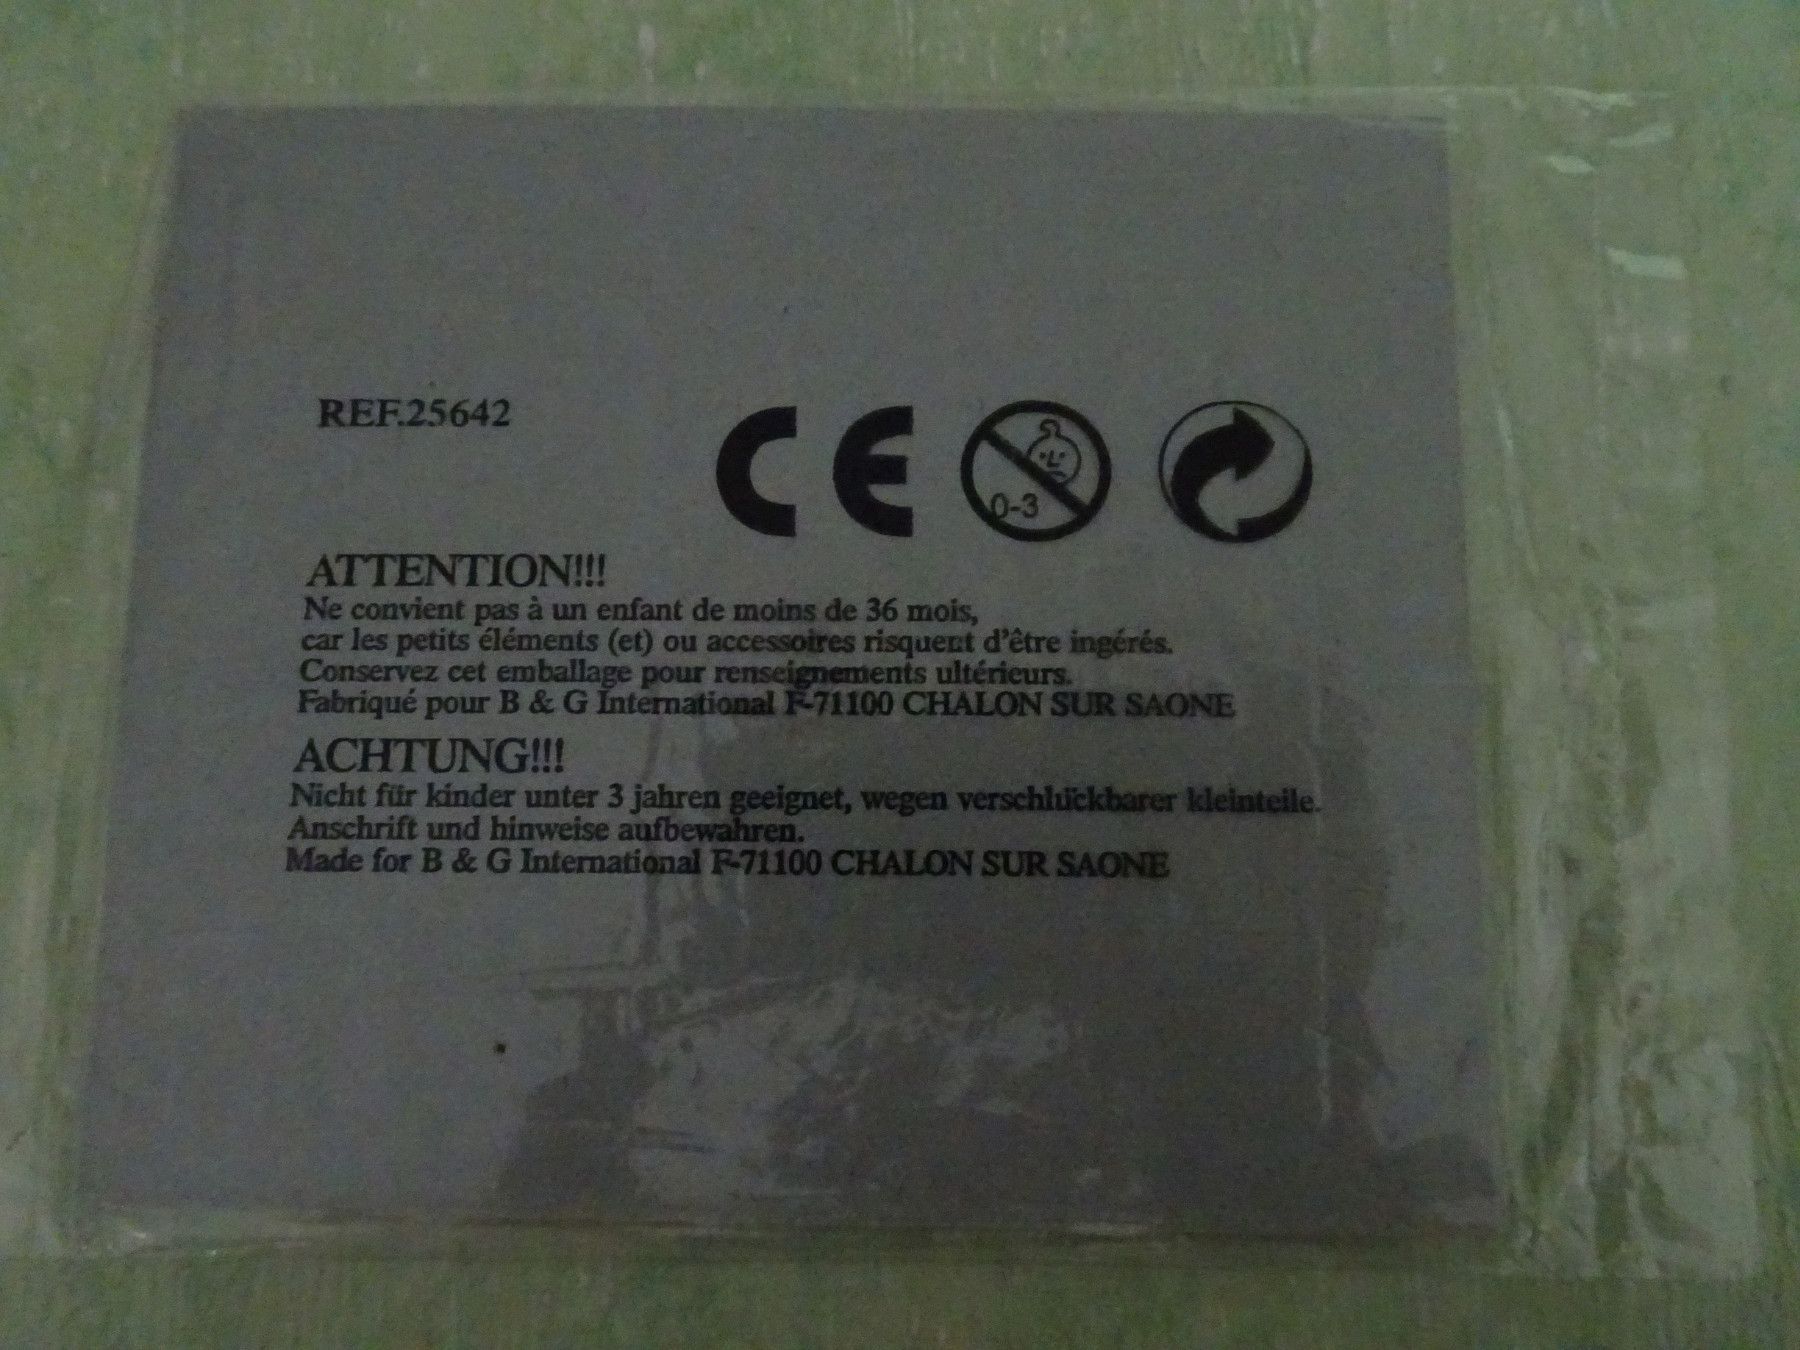 REF.25642
CE
0-3
ATTENTION!!!
Ne convient pas à un enfant de moins de 36 mois,
car les petits éléments (et) ou accessoires risquent d'être ingérés.
Conservez cet emballage pour renseignements ultérieurs.
Fabriqué pour B & G International F-71100 CHALON SUR SAONE
ACHTUNG!!!
Nicht für kinder unter 3 jahren geeignet, wegen verschlückbarer kleinteile.
Anschrift und hinweise aufbewahren.
Made for B & G International F-71100 CHALON SUR SAONE